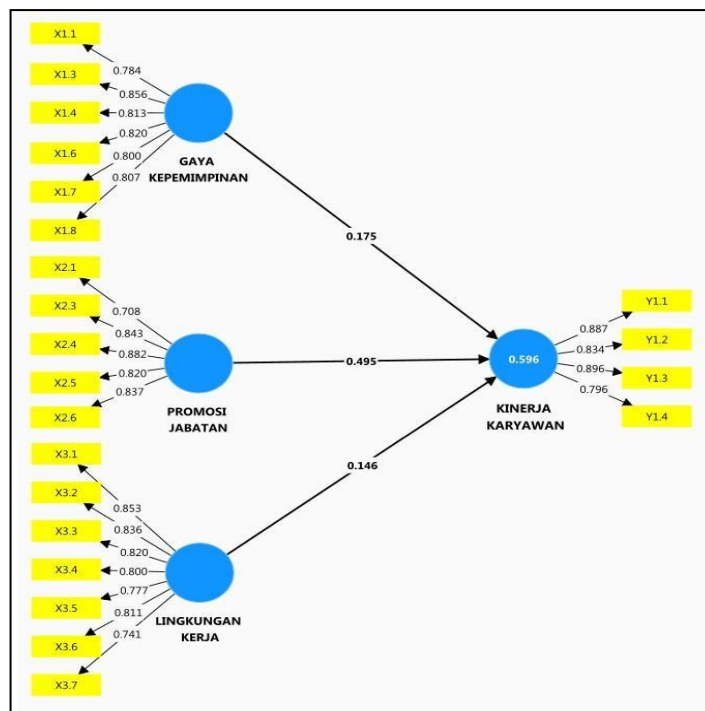 X1.1
X1.3
X1.4
X1.6
X1.7
X1.8
0.784
0.856
0.813
0.820
0.800
0.807
GAYA
KEPEMIMPINAN
0.175
X2.1
X2.3
X2.4
X2.5
X2.6
0.708
0.843
0.882
0.820
0.837
PROMOSI
JABATAN
0.495
X3.1
X3.2
X3.3
X3.4
X3.5
X3.6
X3.7
0.853
0.836
0.820
0.800
0.777
0.811
0.741
LINGKUNGAN
KERJA
0.146
0.596
KINERJA
KARYAWAN
0.887
0.834
0.896
0.796
Y1.1
Y1.2
Y1.3
Y1.4